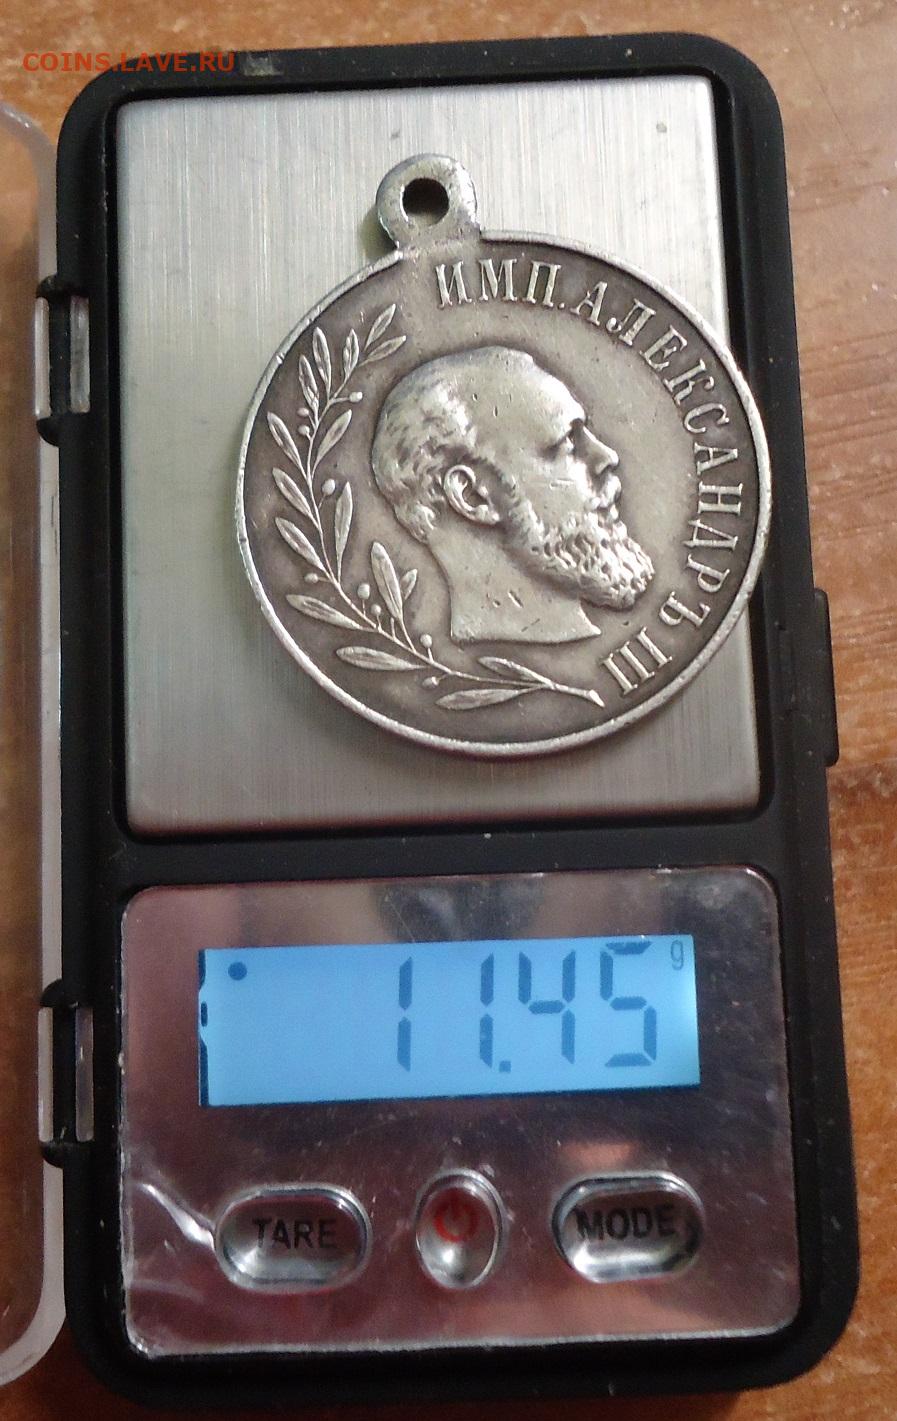 COINS.LAVE.RU
ИМП. АЛЕКСАНДРЪ III
11.45 g
TARE
MODE